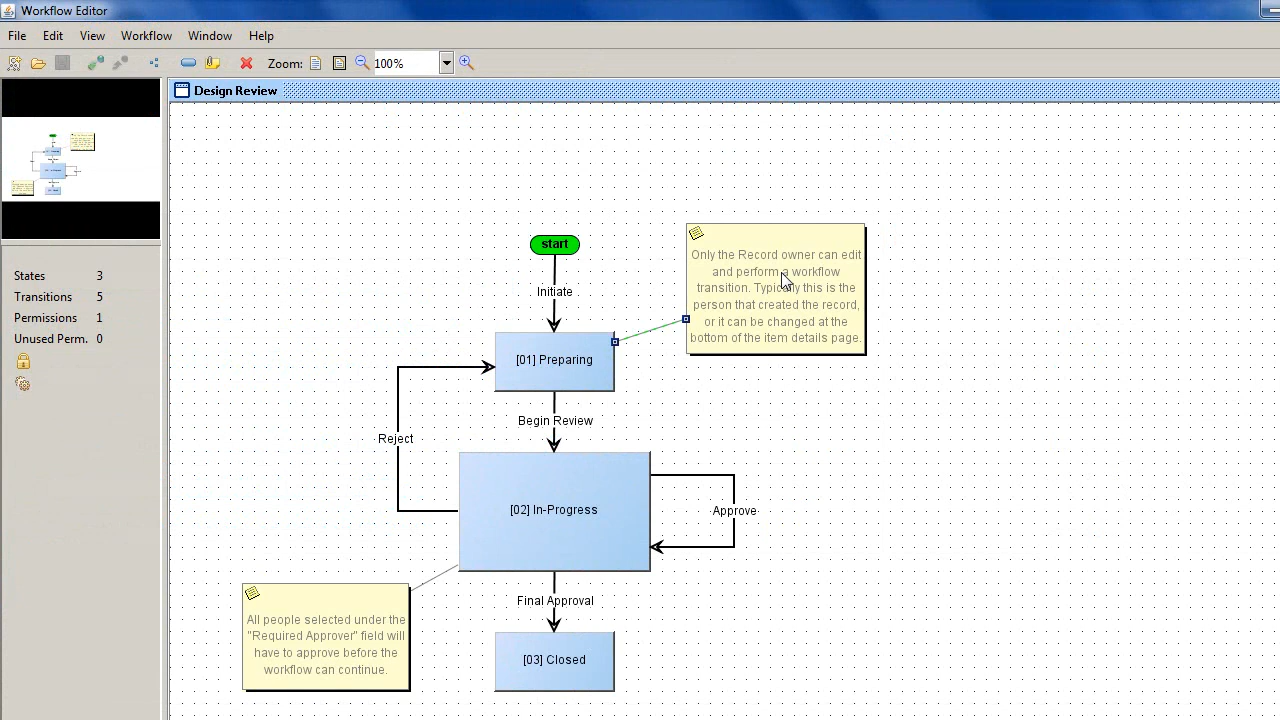 Workflow Editor
File Edit View Workflow Window Help
Zoom: 100%
Design Review
States 3
Transitions 5
Permissions 1
Unused Perm. 0
start
Initiate
Only the Record owner can edit
and perform a workflow
transition. Typically this is the
person that created the record,
or it can be changed at the
bottom of the item details page.
[01] Preparing
Begin Review
Reject
[02] In-Progress
Approve
Final Approval
All people selected under the
"Required Approver" field will
have to approve before the
workflow can continue.
[03] Closed